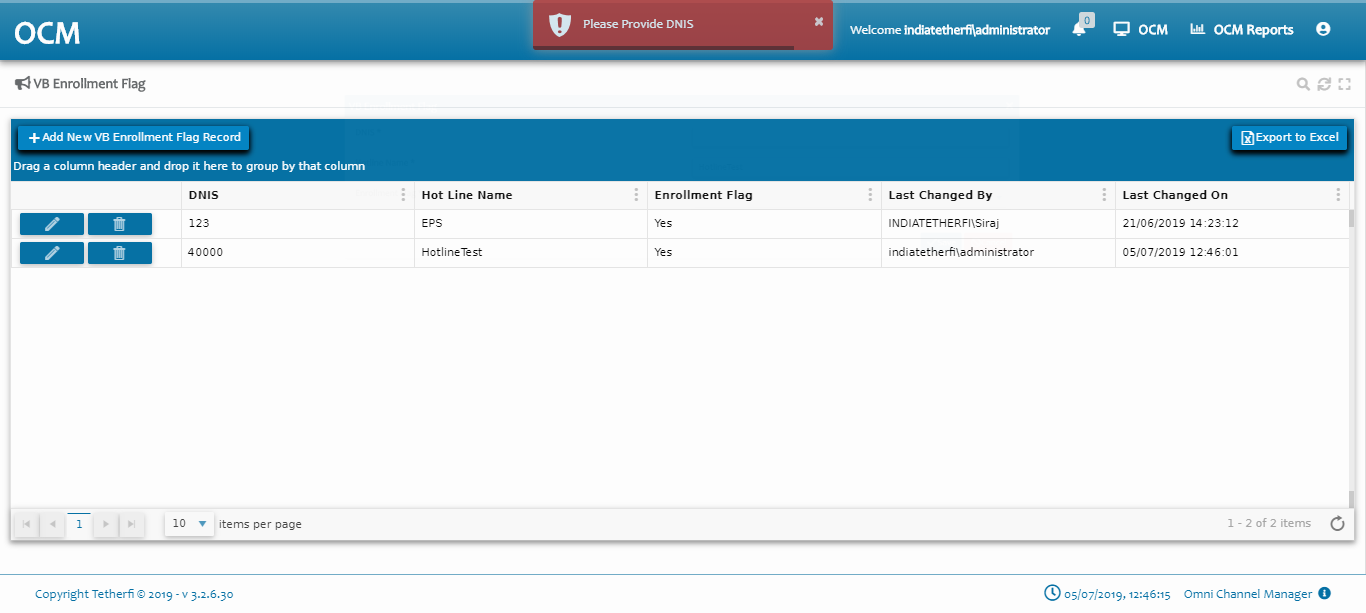 OCM
Please Provide DNIS
Welcome indiatetherfi\administrator
0
OCM
OCM Reports
VB Enrollment Flag
Add New VB Enrollment Flag Record
Export to Excel
Drag a column header and drop it here to group by that column
DNIS Hot Line Name Enrollment Flag Last Changed By Last Changed On
123 EPS Yes INDIATETHERFI\Siraj 21/06/2019 14:23:12
40000 HotlineTest Yes indiatetherfi\administrator 05/07/2019 12:46:01
1 10 items per page 1 - 2 of 2 items
Copyright Tetherfi © 2019 - v 3.2.6.30 05/07/2019, 12:46:15 Omni Channel Manager